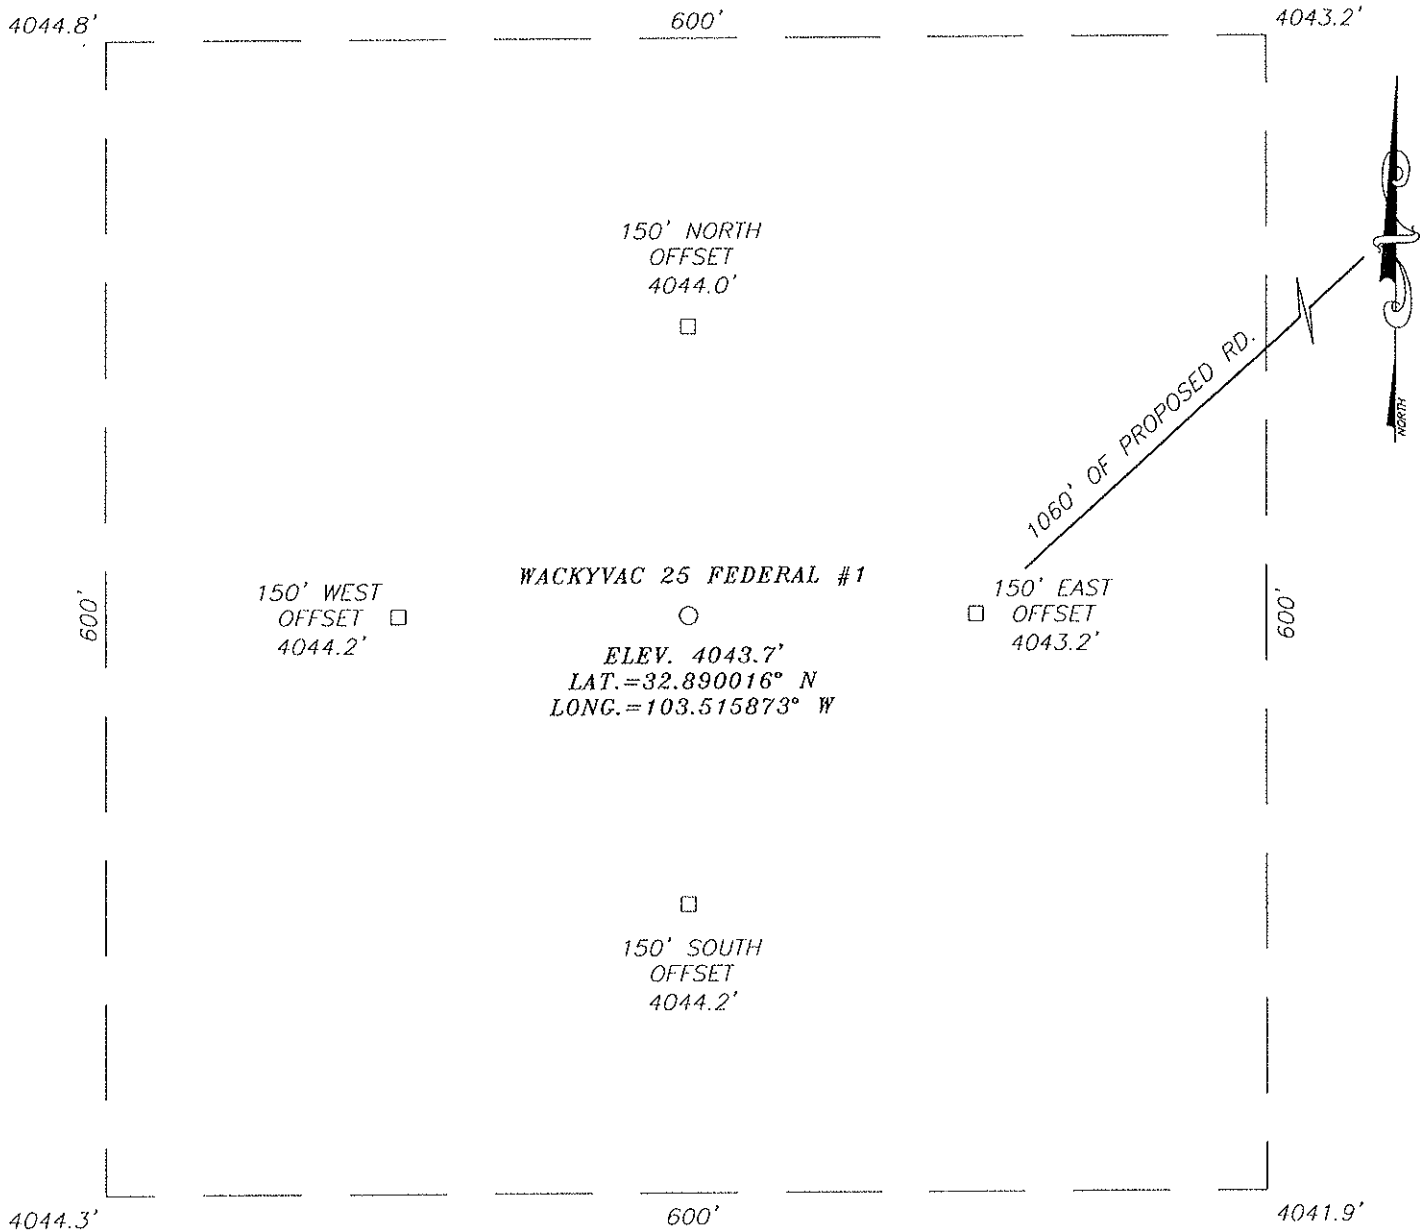 4044.8'
600'
4043.2'
150' NORTH
OFFSET
4044.0'
NORTH
1060' OF PROPOSED RD.
600'
150' WEST
OFFSET
4044.2'
WACKYVAC 25 FEDERAL #1
ELEV. 4043.7'
LAT.=32.890016° N
LONG.=103.515873° W
150' EAST
OFFSET
4043.2'
600'
150' SOUTH
OFFSET
4044.2'
4044.3'
600'
4041.9'